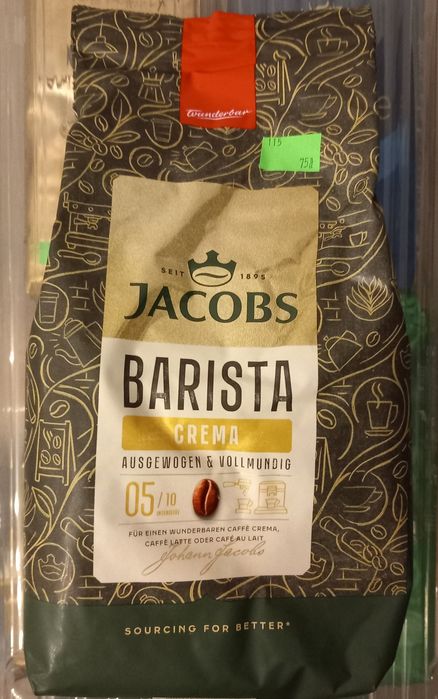 wunderbar
115
75zł
SEIT 1895
JACOBS
BARISTA
CREMA
AUSGEWOGEN & VOLLMUNDIG
05/10
INTENSITÄT
FÜR EINEN WUNDERBAREN CAFFÈ CREMA,
CAFFÈ LATTE ODER CAFÉ AU LAIT.
Johann Jacobs
SOURCING FOR BETTER*